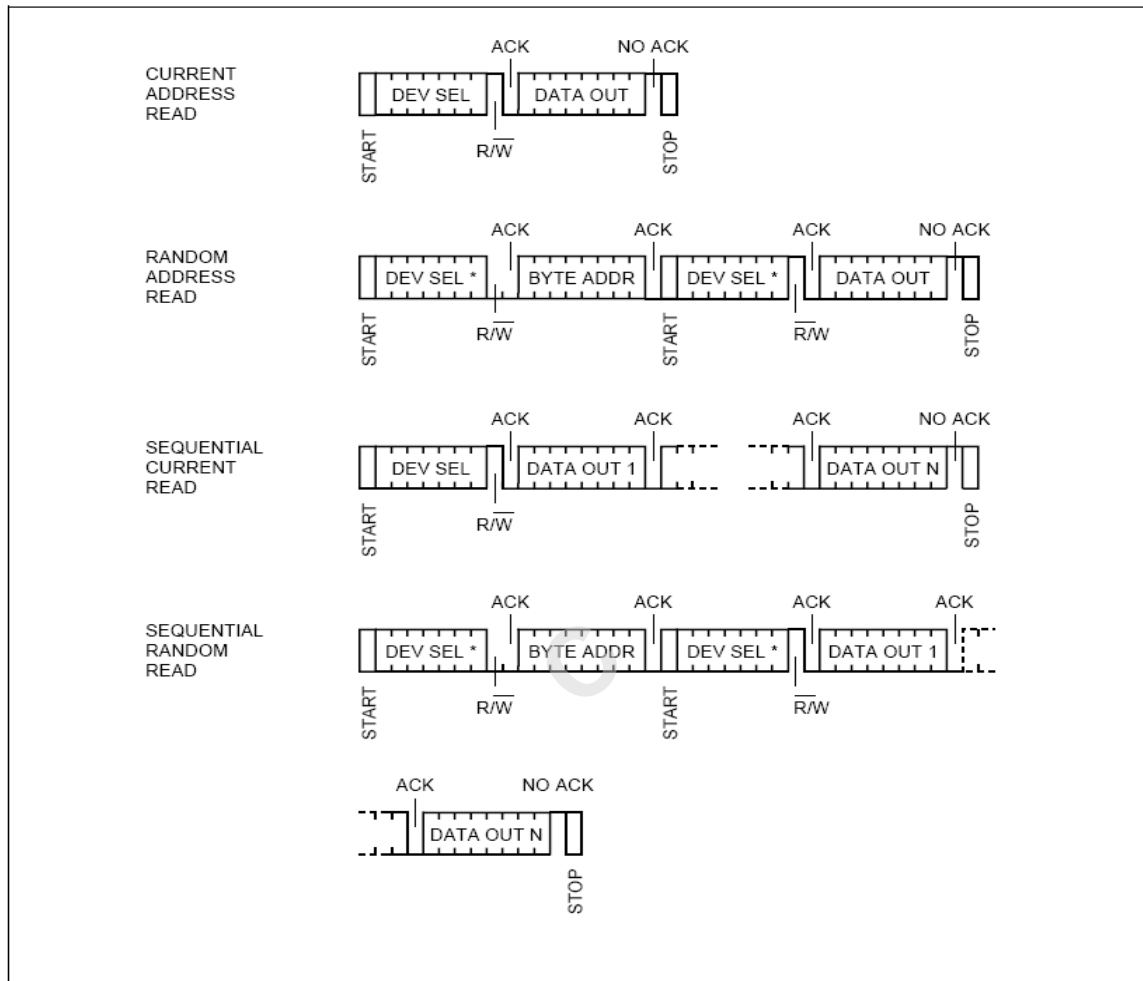 ACK NO ACK
CURRENT
ADDRESS
READ
DEV SEL DATA OUT
START R/W STOP
ACK ACK ACK NO ACK
RANDOM
ADDRESS
READ
DEV SEL * BYTE ADDR DEV SEL * DATA OUT
START R/W START R/W STOP
ACK ACK ACK NO ACK
SEQUENTIAL
CURRENT
READ
DEV SEL DATA OUT 1 DATA OUT N
START R/W STOP
ACK ACK ACK ACK
SEQUENTIAL
RANDOM
READ
DEV SEL * BYTE ADDR DEV SEL * DATA OUT 1
START R/W START R/W
ACK NO ACK
DATA OUT N
STOP